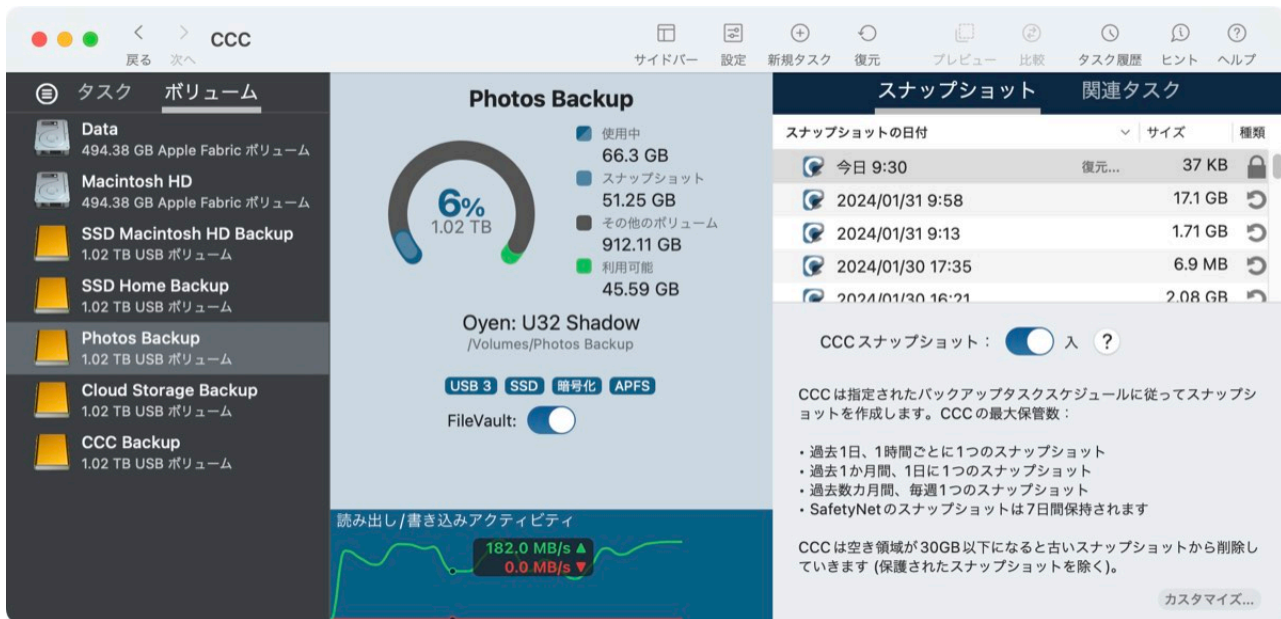 戻る
次へ
CCC
サイドバー
設定
新規タスク
復元
プレビュー
比較
タスク履歴
ヒント
ヘルプ
タスク
ボリューム
Data
494.38 GB Apple Fabric ボリューム
Macintosh HD
494.38 GB Apple Fabric ボリューム
SSD Macintosh HD Backup
1.02 TB USB ボリューム
SSD Home Backup
1.02 TB USB ボリューム
Photos Backup
1.02 TB USB ボリューム
Cloud Storage Backup
1.02 TB USB ボリューム
CCC Backup
1.02 TB USB ボリューム
Photos Backup
6%
1.02 TB
使用中
66.3 GB
スナップショット
51.25 GB
その他のボリューム
912.11 GB
利用可能
45.59 GB
Oyen: U32 Shadow
/Volumes/Photos Backup
USB 3 SSD 暗号化 APFS
FileVault:
読み出し/書き込みアクティビティ
182.0 MB/s
0.0 MB/s
スナップショット
関連タスク
スナップショットの日付 サイズ 種類
今日 9:30 復元... 37 KB
2024/01/31 9:58 17.1 GB
2024/01/31 9:13 1.71 GB
2024/01/30 17:35 6.9 MB
2024/01/30 16:21 2.08 GB
CCC スナップショット： 入 ?
CCC は指定されたバックアップタスクスケジュールに従ってスナップシ
ョットを作成します。CCC の最大保管数：
・過去1日、1時間ごとに1つのスナップショット
・過去1か月間、1日に1つのスナップショット
・過去数カ月間、毎週1つのスナップショット
・SafetyNet のスナップショットは7日間保持されます
CCC は空き領域が 30GB 以下になると古いスナップショットから削除し
ていきます (保護されたスナップショットを除く)。
カスタマイズ...